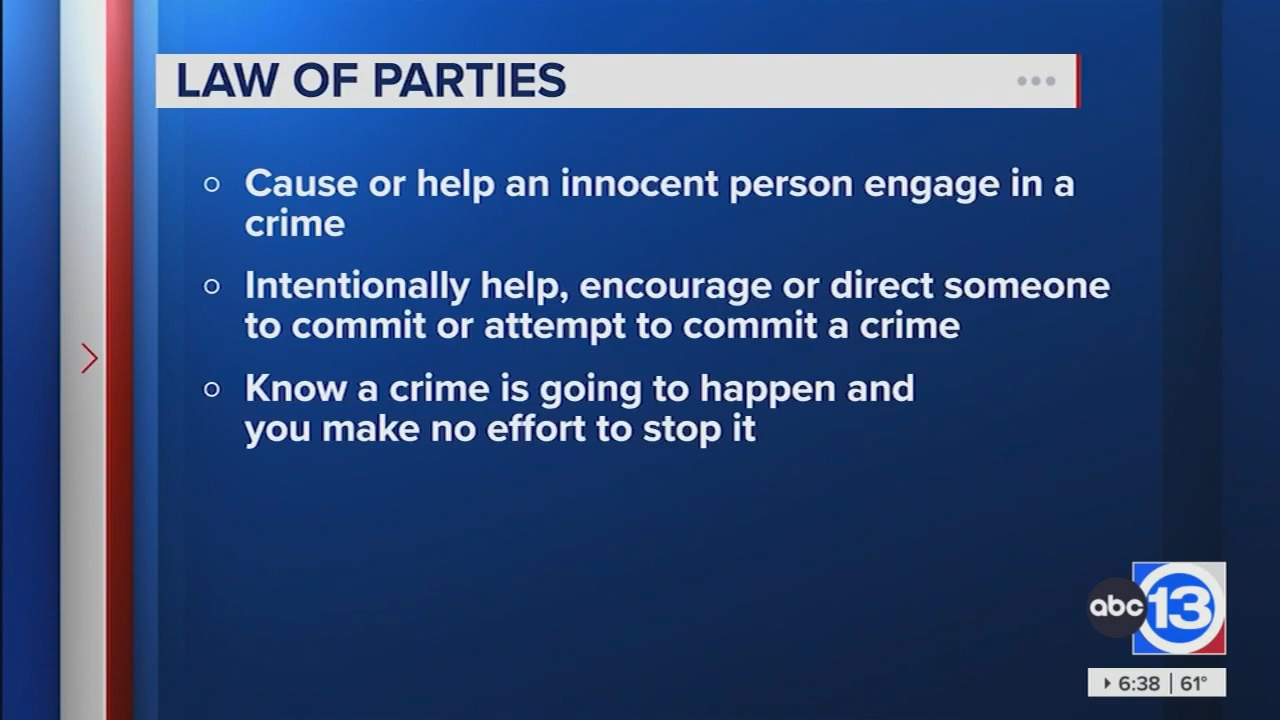 LAW OF PARTIES
Cause or help an innocent person engage in a
crime
Intentionally help, encourage or direct someone
to commit or attempt to commit a crime
Know a crime is going to happen and
you make no effort to stop it
abc 13
6:38 | 61°